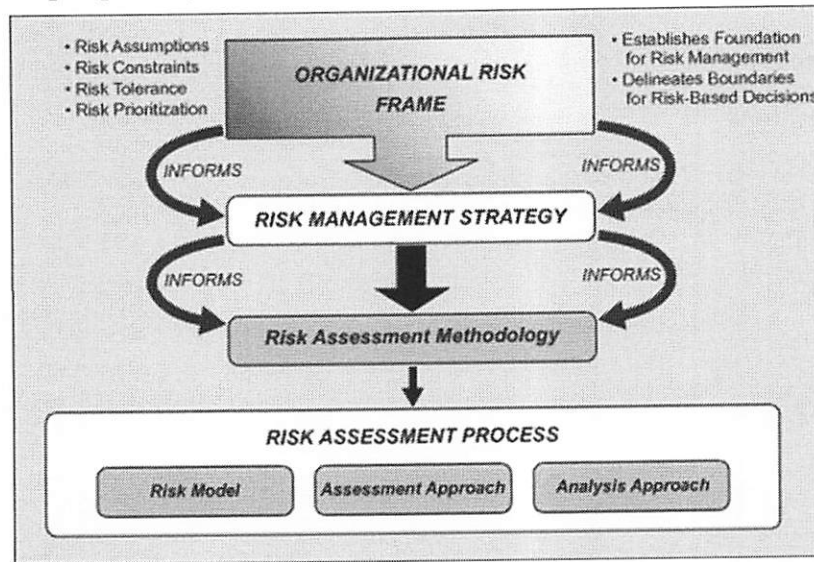 • Risk Assumptions
• Risk Constraints
• Risk Tolerance
• Risk Prioritization
ORGANIZATIONAL RISK
FRAME
• Establishes Foundation
for Risk Management
• Delineates Boundaries
for Risk-Based Decisions
INFORMS
INFORMS
RISK MANAGEMENT STRATEGY
INFORMS
INFORMS
Risk Assessment Methodology
RISK ASSESSMENT PROCESS
Risk Model
Assessment Approach
Analysis Approach